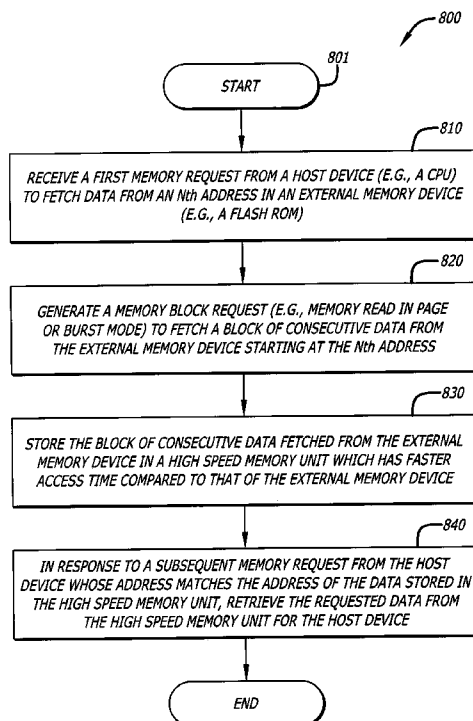 800
START
801
810
RECEIVE A FIRST MEMORY REQUEST FROM A HOST DEVICE (E.G., A CPU)
TO FETCH DATA FROM AN Nth ADDRESS IN AN EXTERNAL MEMORY DEVICE
(E.G., A FLASH ROM)
820
GENERATE A MEMORY BLOCK REQUEST (E.G., MEMORY READ IN PAGE
OR BURST MODE) TO FETCH A BLOCK OF CONSECUTIVE DATA FROM
THE EXTERNAL MEMORY DEVICE STARTING AT THE Nth ADDRESS
830
STORE THE BLOCK OF CONSECUTIVE DATA FETCHED FROM THE EXTERNAL
MEMORY DEVICE IN A HIGH SPEED MEMORY UNIT WHICH HAS FASTER
ACCESS TIME COMPARED TO THAT OF THE EXTERNAL MEMORY DEVICE
840
IN RESPONSE TO A SUBSEQUENT MEMORY REQUEST FROM THE HOST
DEVICE WHOSE ADDRESS MATCHES THE ADDRESS OF THE DATA STORED IN
THE HIGH SPEED MEMORY UNIT, RETRIEVE THE REQUESTED DATA FROM
THE HIGH SPEED MEMORY UNIT FOR THE HOST DEVICE
END